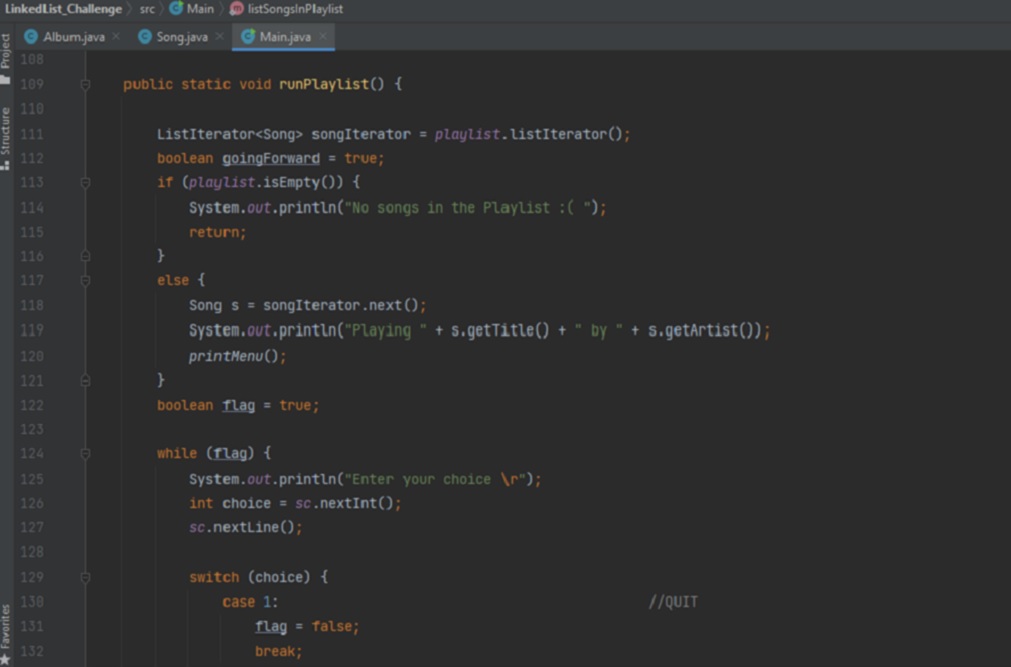 LinkedList_Challenge > src > Main > listSongsInPlaylist
Album.java × Song.java × Main.java ×
Project
Structure
Favorites
108
109 public static void runPlaylist() {
110
111 ListIterator<Song> songIterator = playlist.listIterator();
112 boolean goingForward = true;
113 if (playlist.isEmpty()) {
114 System.out.println("No songs in the Playlist :( ");
115 return;
116 }
117 else {
118 Song s = songIterator.next();
119 System.out.println("Playing " + s.getTitle() + " by " + s.getArtist());
120 printMenu();
121 }
122 boolean flag = true;
123
124 while (flag) {
125 System.out.println("Enter your choice \r");
126 int choice = sc.nextInt();
127 sc.nextLine();
128
129 switch (choice) {
130 case 1: //QUIT
131 flag = false;
132 break;